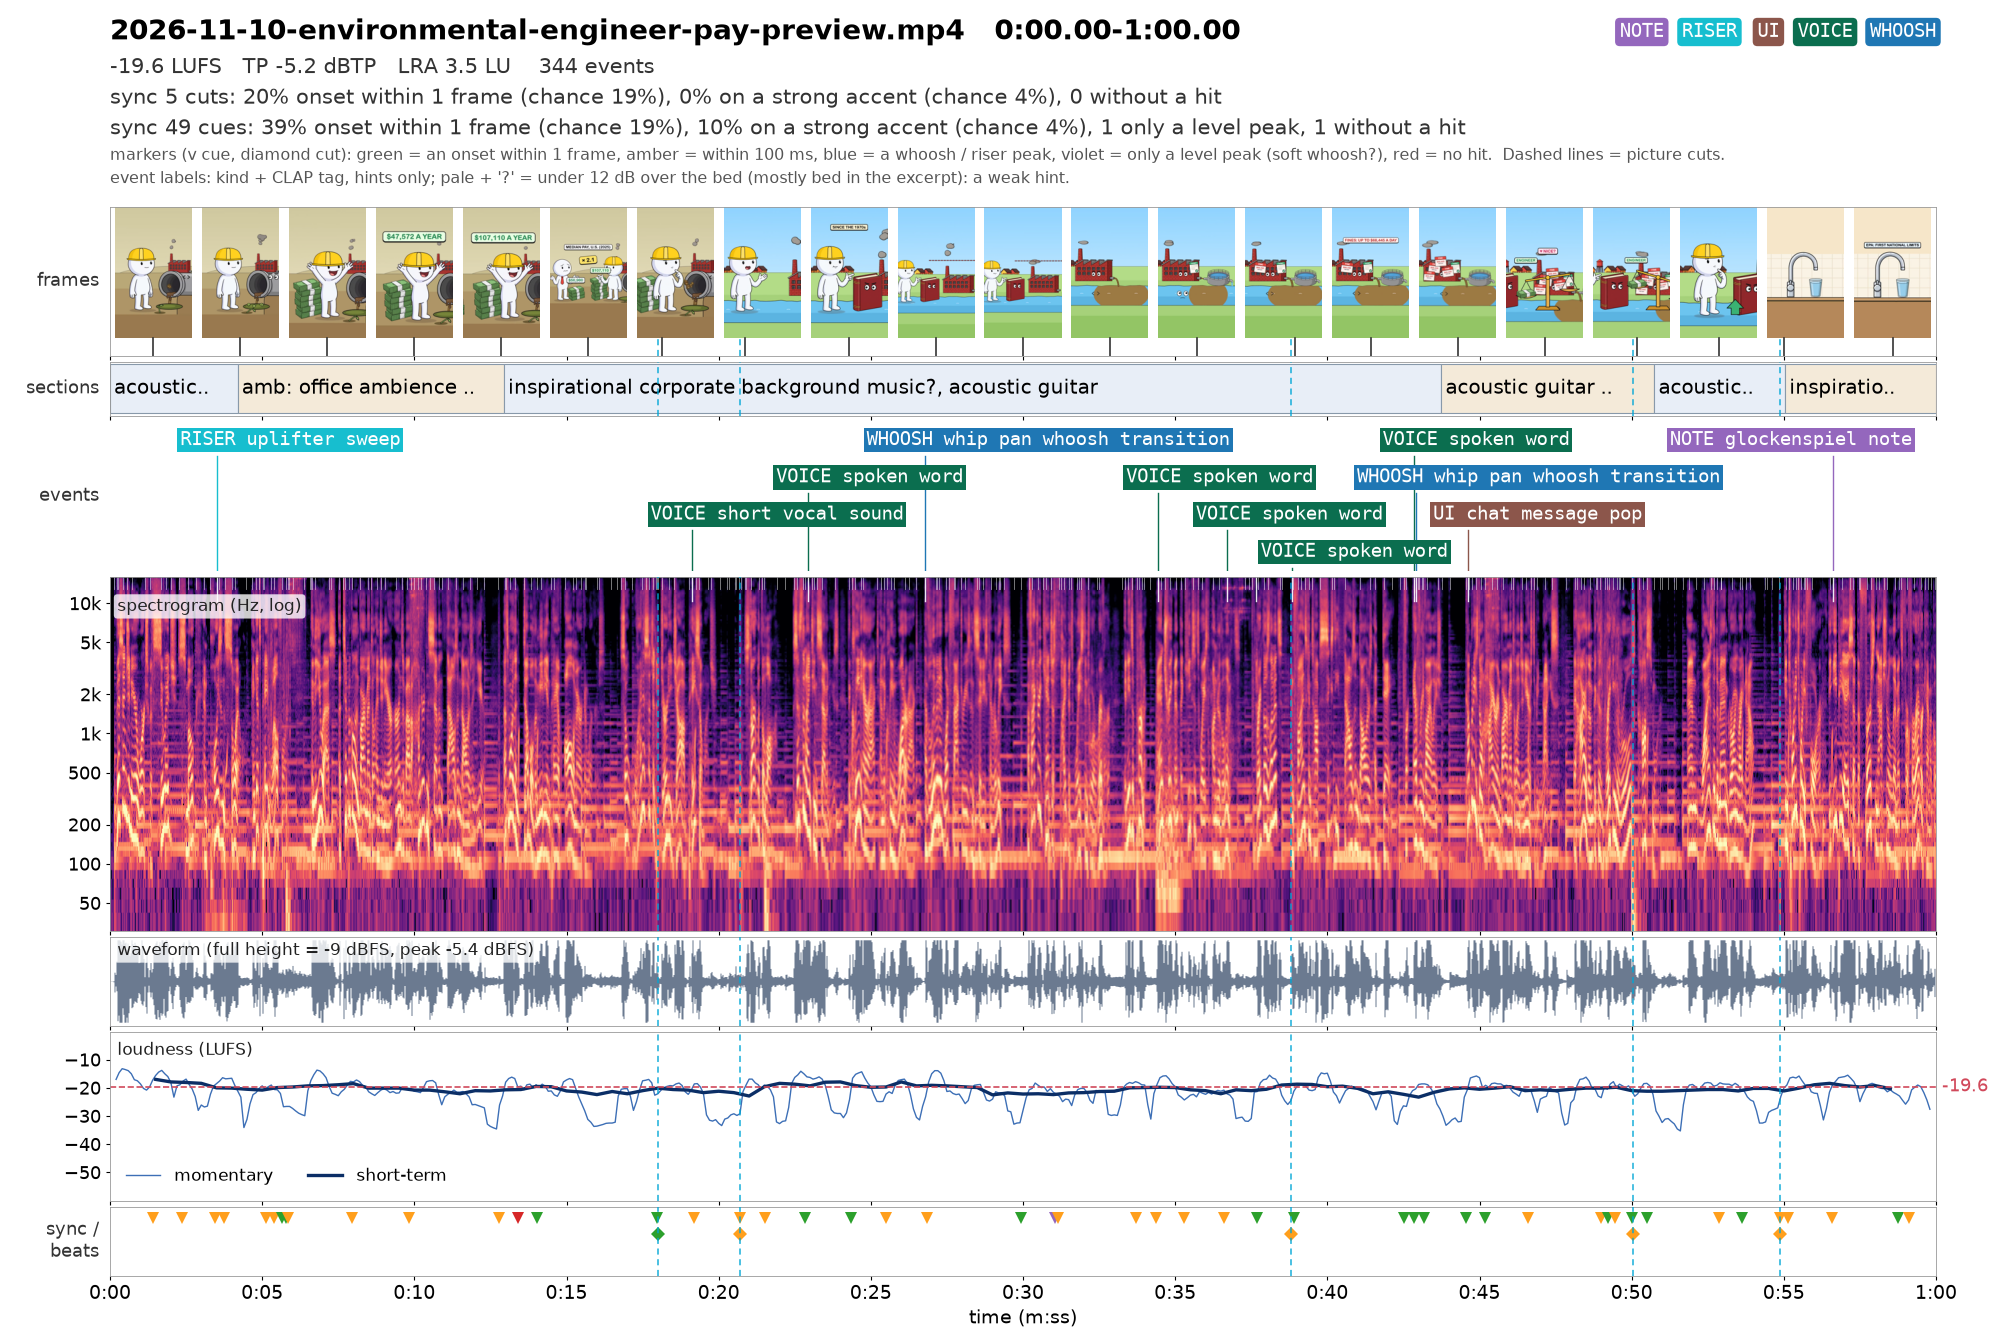 2026-11-10-environmental-engineer-pay-preview.mp4 0:00.00-1:00.00
NOTE RISER UI VOICE WHOOSH
-19.6 LUFS TP -5.2 dBTP LRA 3.5 LU 344 events
sync 5 cuts: 20% onset within 1 frame (chance 19%), 0% on a strong accent (chance 4%), 0 without a hit
sync 49 cues: 39% onset within 1 frame (chance 19%), 10% on a strong accent (chance 4%), 1 only a level peak, 1 without a hit
markers (v cue, diamond cut): green = an onset within 1 frame, amber = within 100 ms, blue = a whoosh / riser peak, violet = only a level peak (soft whoosh?), red = no hit. Dashed lines = picture cuts.
event labels: kind + CLAP tag, hints only; pale + '?' = under 12 dB over the bed (mostly bed in the excerpt): a weak hint.
frames
$47,572 A YEAR
$107,110 A YEAR
MEDIAN PAY, U.S. (2025)
× 2.1
SINCE THE 1970s
ENGINEER
EPA: FIRST NATIONAL LIMITS
sections
acoustic..
amb: office ambience ..
inspirational corporate background music?, acoustic guitar
acoustic guitar ..
acoustic..
inspiratio..
events
RISER uplifter sweep
WHOOSH whip pan whoosh transition
VOICE spoken word
NOTE glockenspiel note
VOICE spoken word
VOICE spoken word
WHOOSH whip pan whoosh transition
VOICE short vocal sound
VOICE spoken word
UI chat message pop
VOICE spoken word
spectrogram (Hz, log)
10k
5k
2k
1k
500
200
100
50
waveform (full height = -9 dBFS, peak -5.4 dBFS)
loudness (LUFS)
−10
−20
−30
−40
−50
-19.6
momentary
short-term
sync /
beats
0:00 0:05 0:10 0:15 0:20 0:25 0:30 0:35 0:40 0:45 0:50 0:55 1:00
time (m:ss)